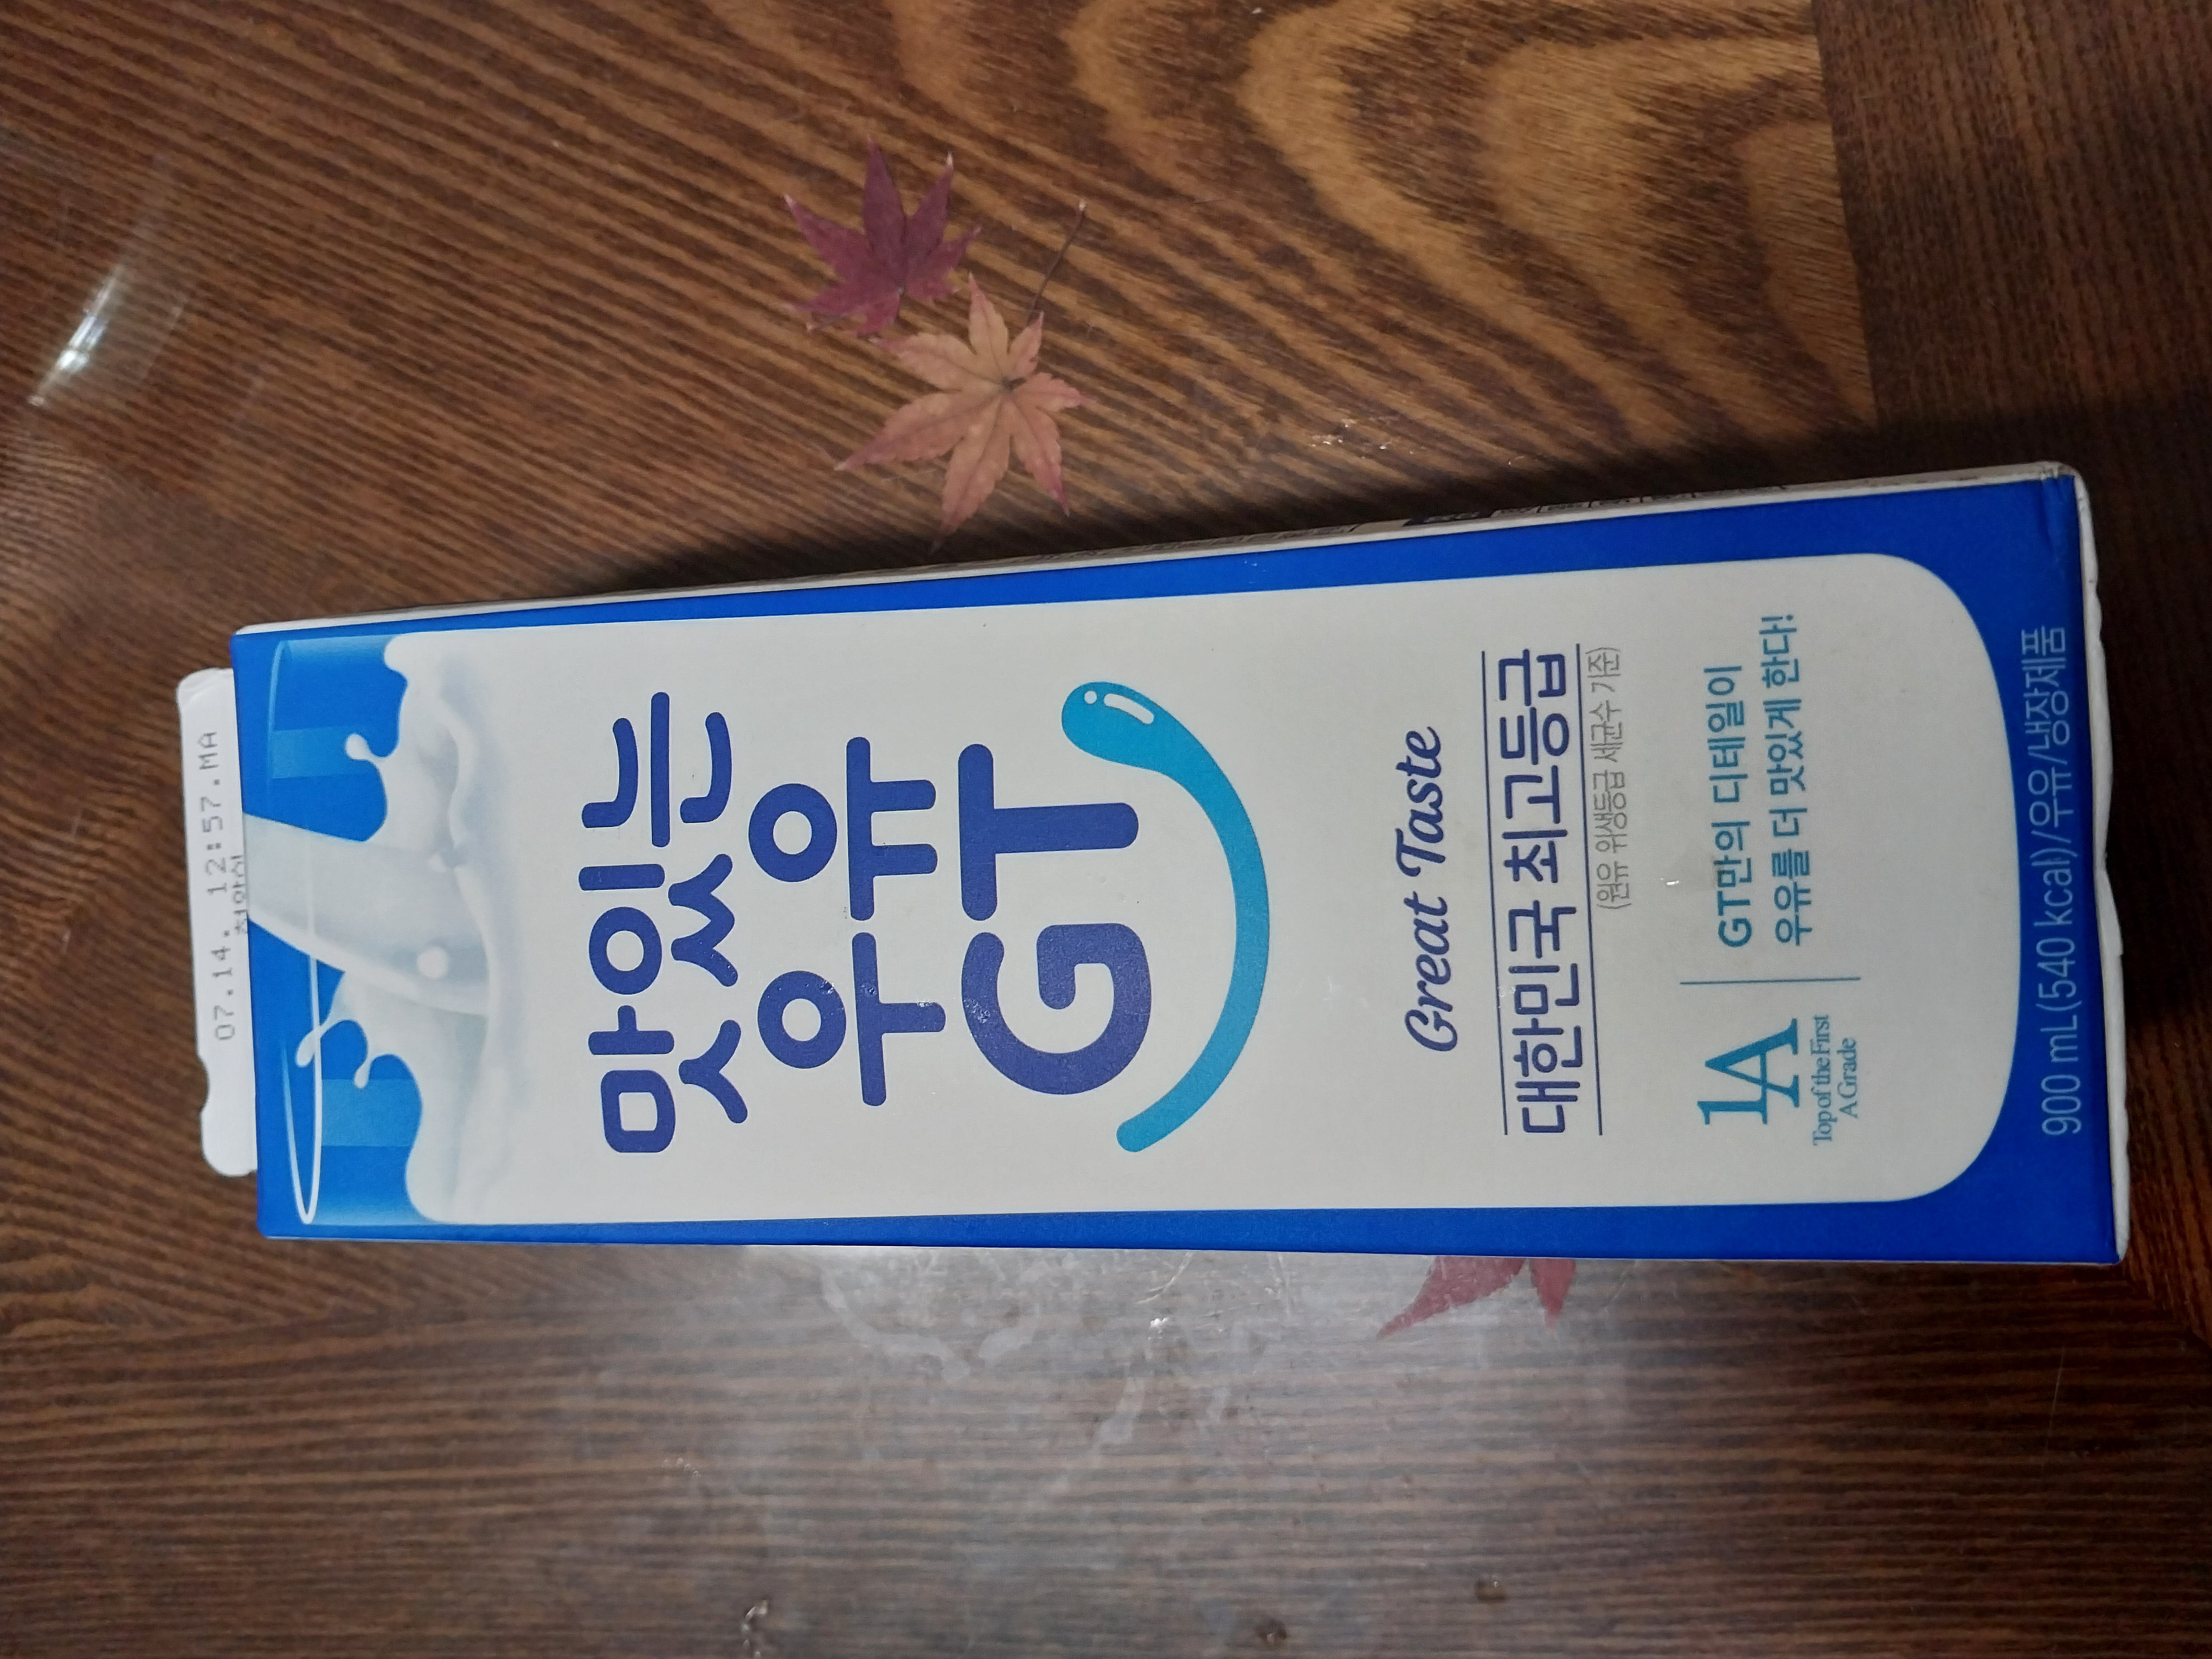 07.14. 12:57.MA
맛있는
우유
GT
Great Taste
대한민국 최고등급
(원유 위생등급 세균수 기준)
1A
Top of the First
A Grade
GT만의 디테일이
우유를 더 맛있게 한다!
900 mL(540 kcal)/우유/냉장제품